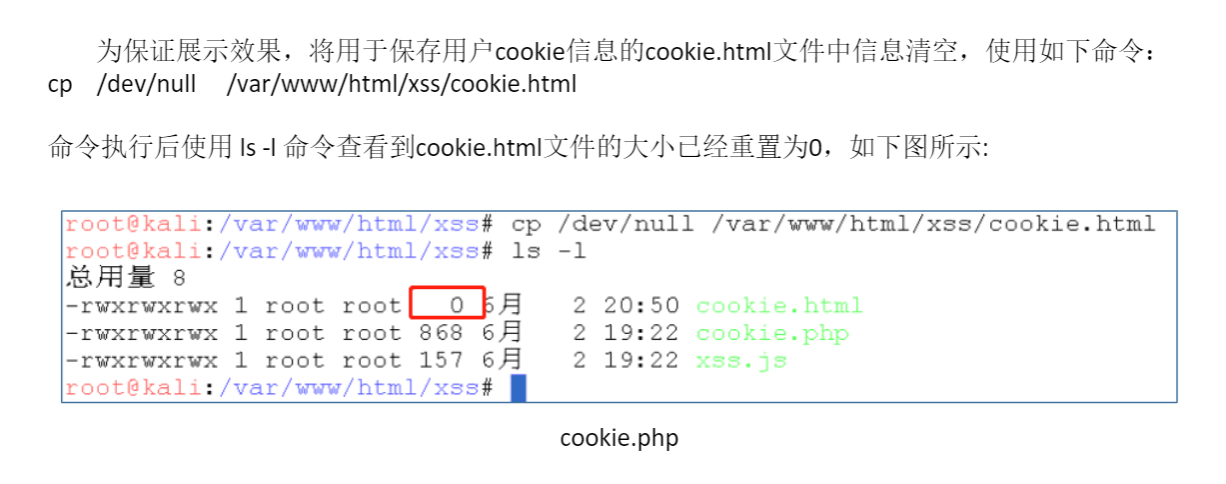 为保证展示效果，将用于保存用户cookie信息的cookie.html文件中信息清空，使用如下命令：
cp /dev/null /var/www/html/xss/cookie.html
命令执行后使用 ls -l 命令查看到cookie.html文件的大小已经重置为0，如下图所示:
root@kali:/var/www/html/xss# cp /dev/null /var/www/html/xss/cookie.html
root@kali:/var/www/html/xss# ls -l
总用量 8
-rwxrwxrwx 1 root root 0 6月 2 20:50 cookie.html
-rwxrwxrwx 1 root root 868 6月 2 19:22 cookie.php
-rwxrwxrwx 1 root root 157 6月 2 19:22 xss.js
root@kali:/var/www/html/xss#
cookie.php